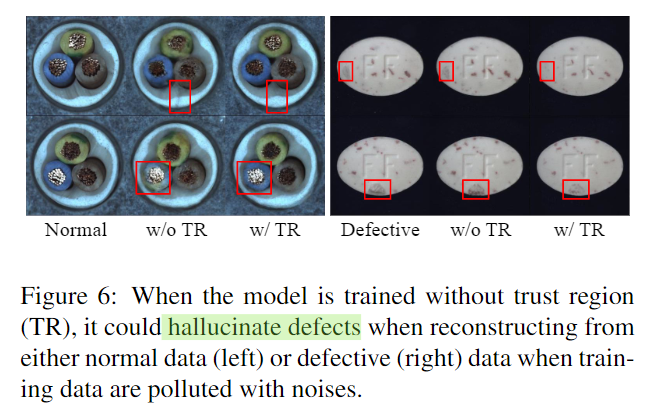 Normal w/o TR w/ TR Defective w/o TR w/ TR
Figure 6: When the model is trained without trust region
(TR), it could hallucinate defects when reconstructing from
either normal data (left) or defective (right) data when train-
ing data are polluted with noises.